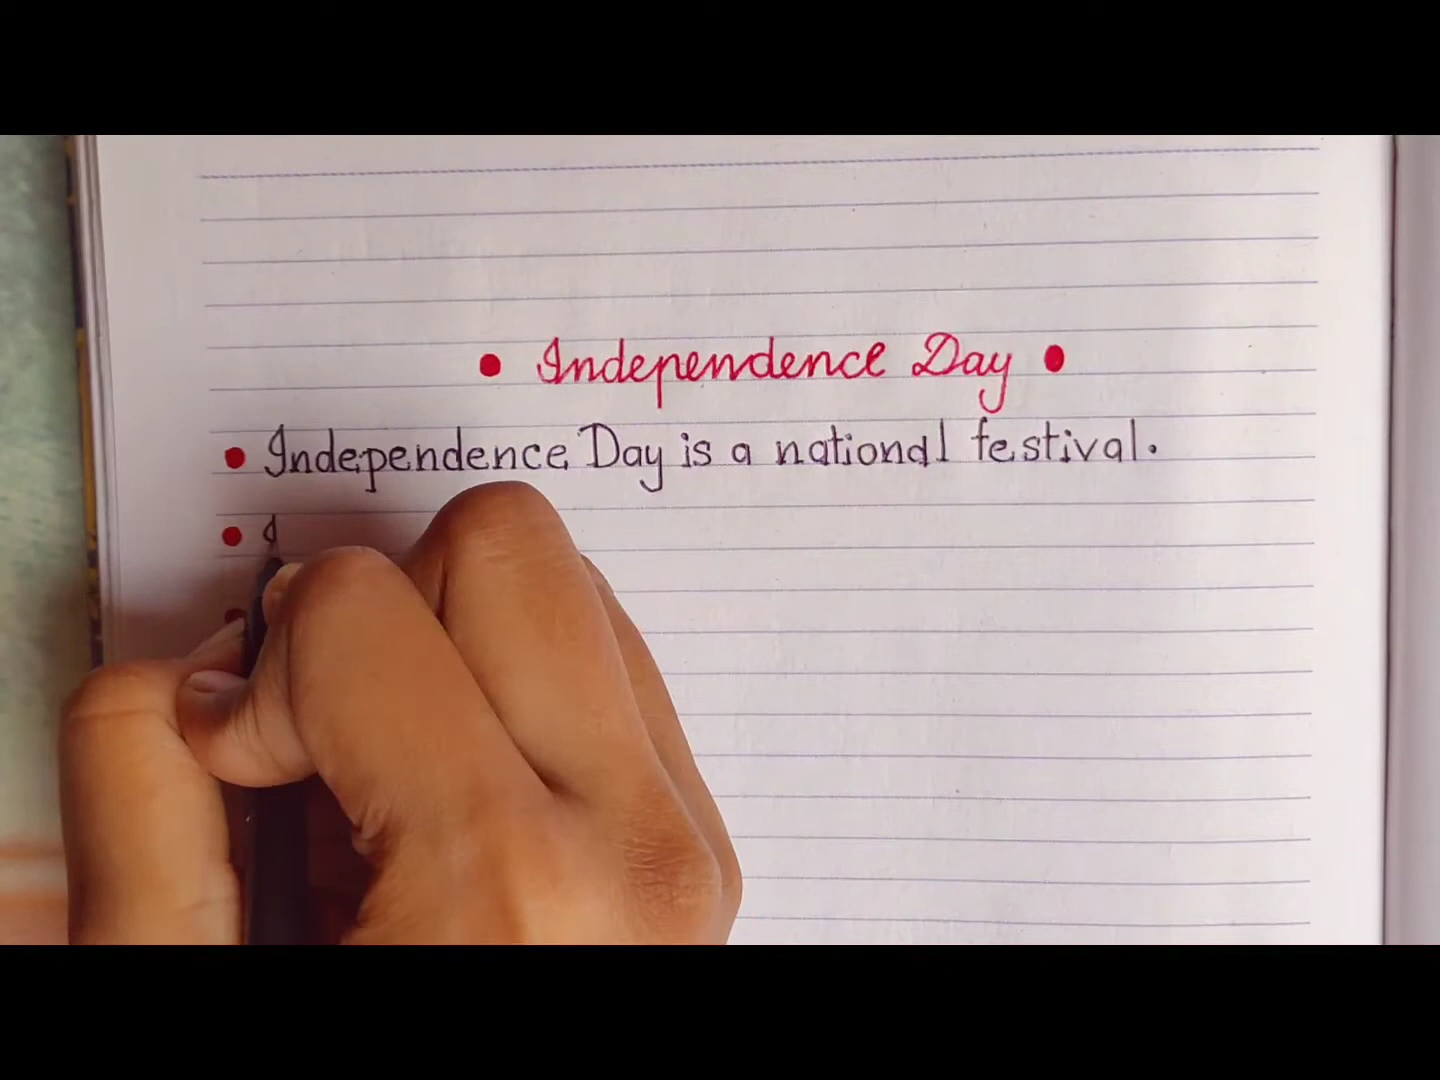 • Independence Day •
• Independence Day is a national festival.
•